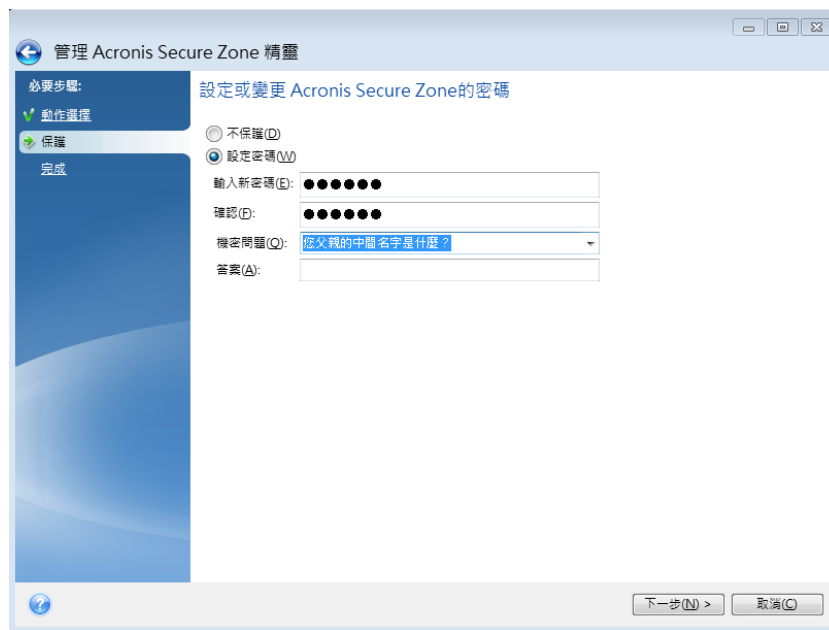 管理 Acronis Secure Zone 精靈
必要步驟:
動作選擇
保護
完成
設定或變更 Acronis Secure Zone的密碼
不保護(D)
設定密碼(W)
輸入新密碼(E): ●●●●●●
確認(F): ●●●●●●
機密問題(Q): 您父親的中間名字是什麼？
答案(A):
下一步(N) >
取消(C)